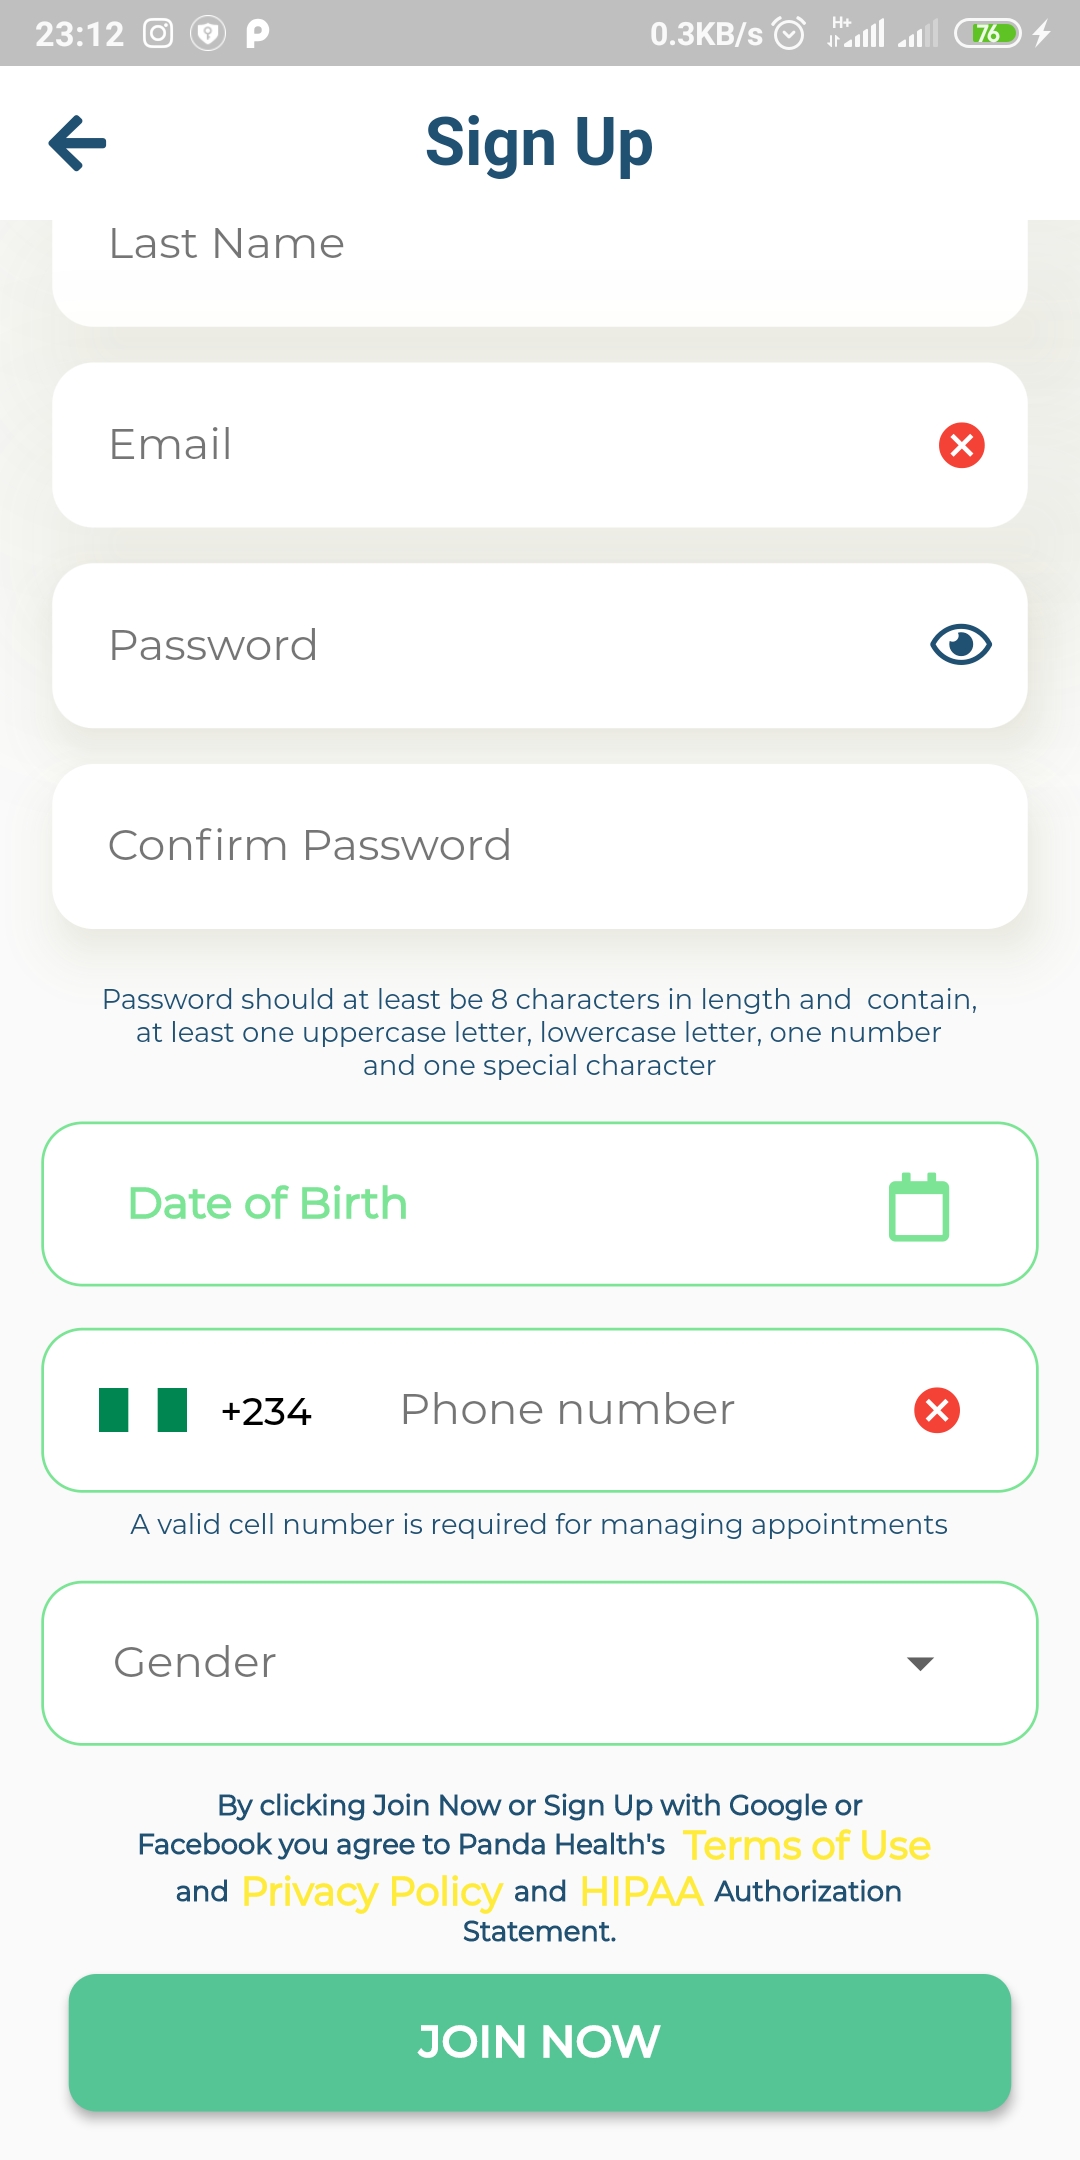 23:12 0.3KB/s H+ 76
Sign Up
Last Name
Email
Password
Confirm Password
Password should at least be 8 characters in length and  contain,
at least one uppercase letter, lowercase letter, one number
and one special character
Date of Birth
+234 Phone number
A valid cell number is required for managing appointments
Gender
By clicking Join Now or Sign Up with Google or
Facebook you agree to Panda Health's Terms of Use
and Privacy Policy and HIPAA Authorization
Statement.
JOIN NOW